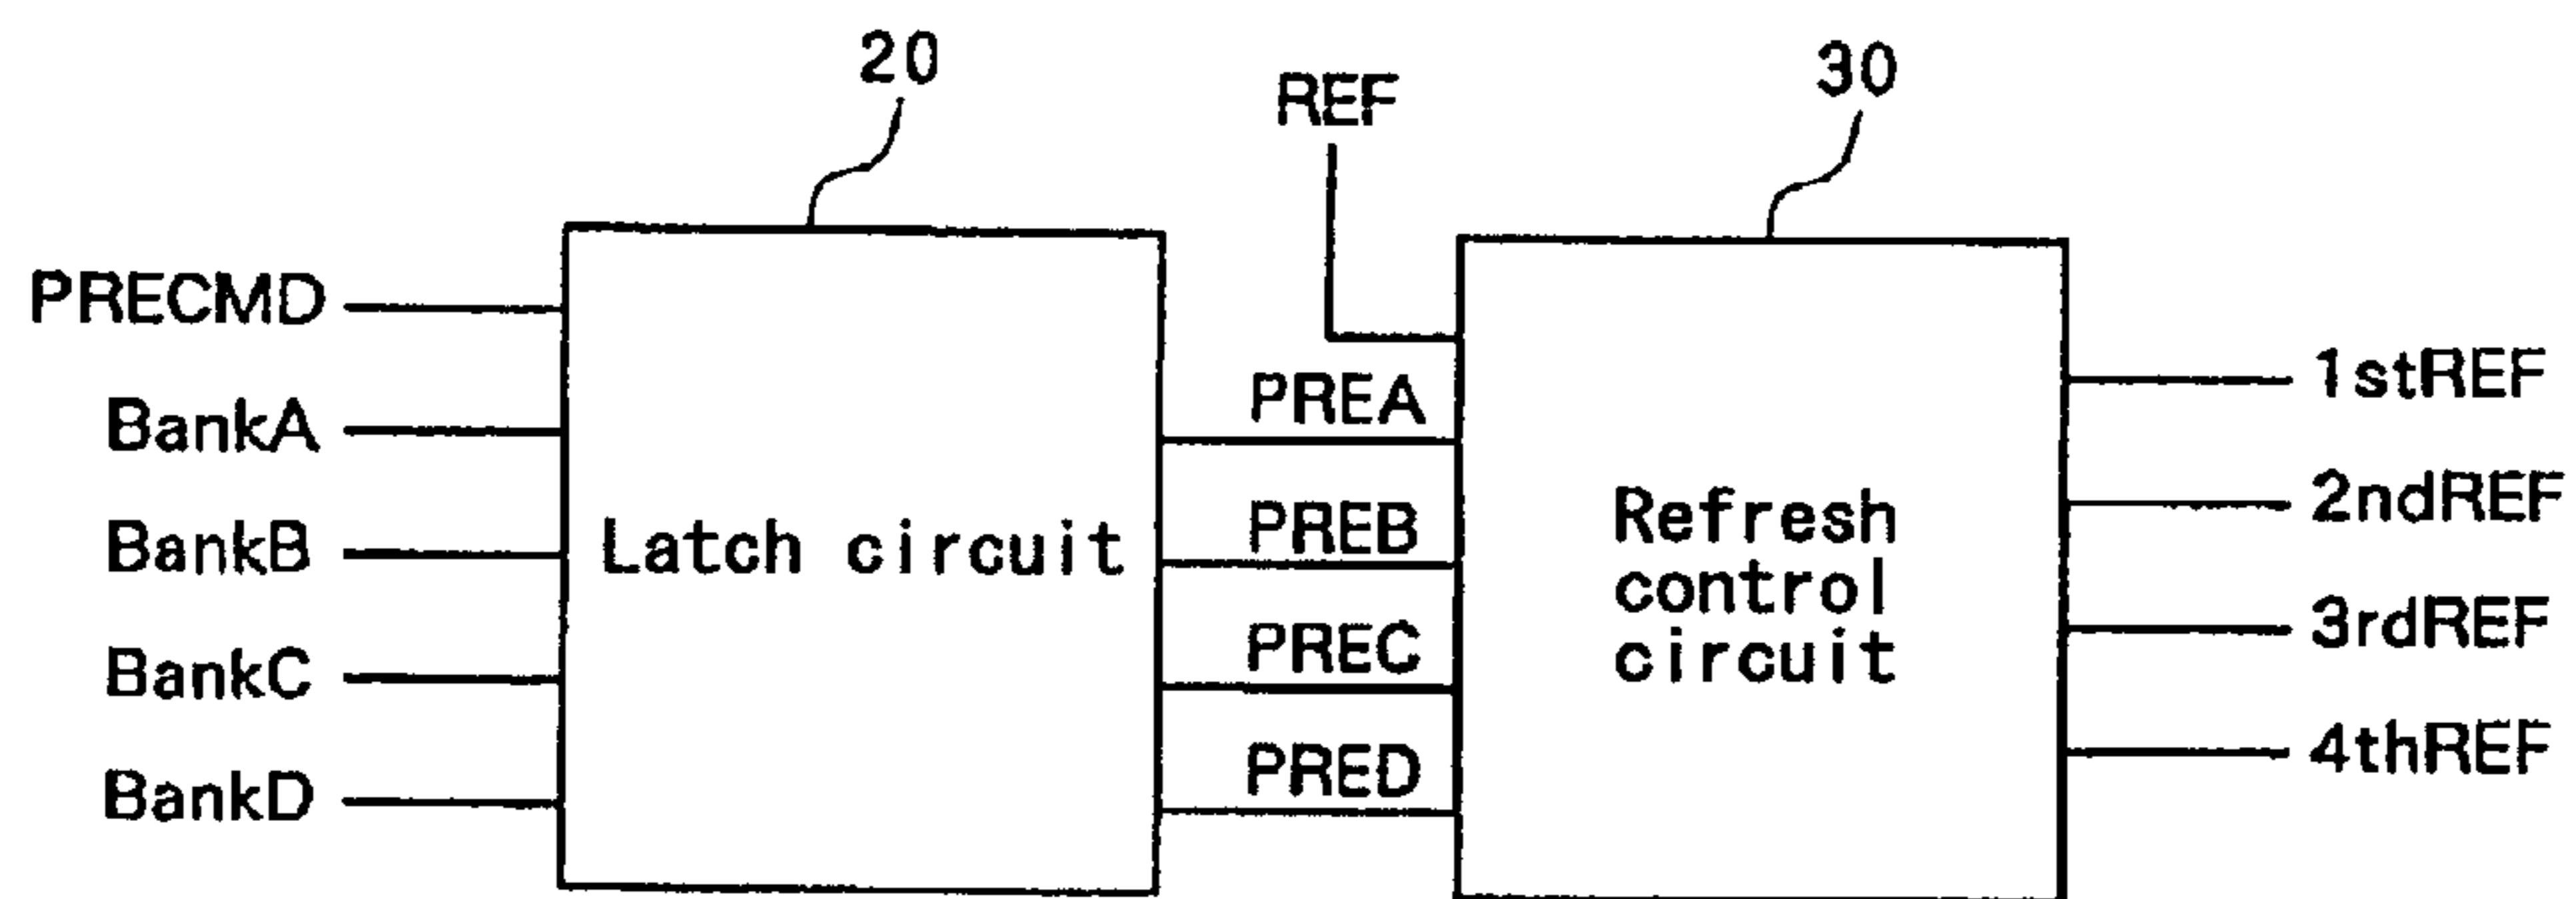 20
REF
30
PRECMD
BankA
BankB
BankC
BankD
Latch circuit
PREA
PREB
PREC
PRED
Refresh
control
circuit
1stREF
2ndREF
3rdREF
4thREF